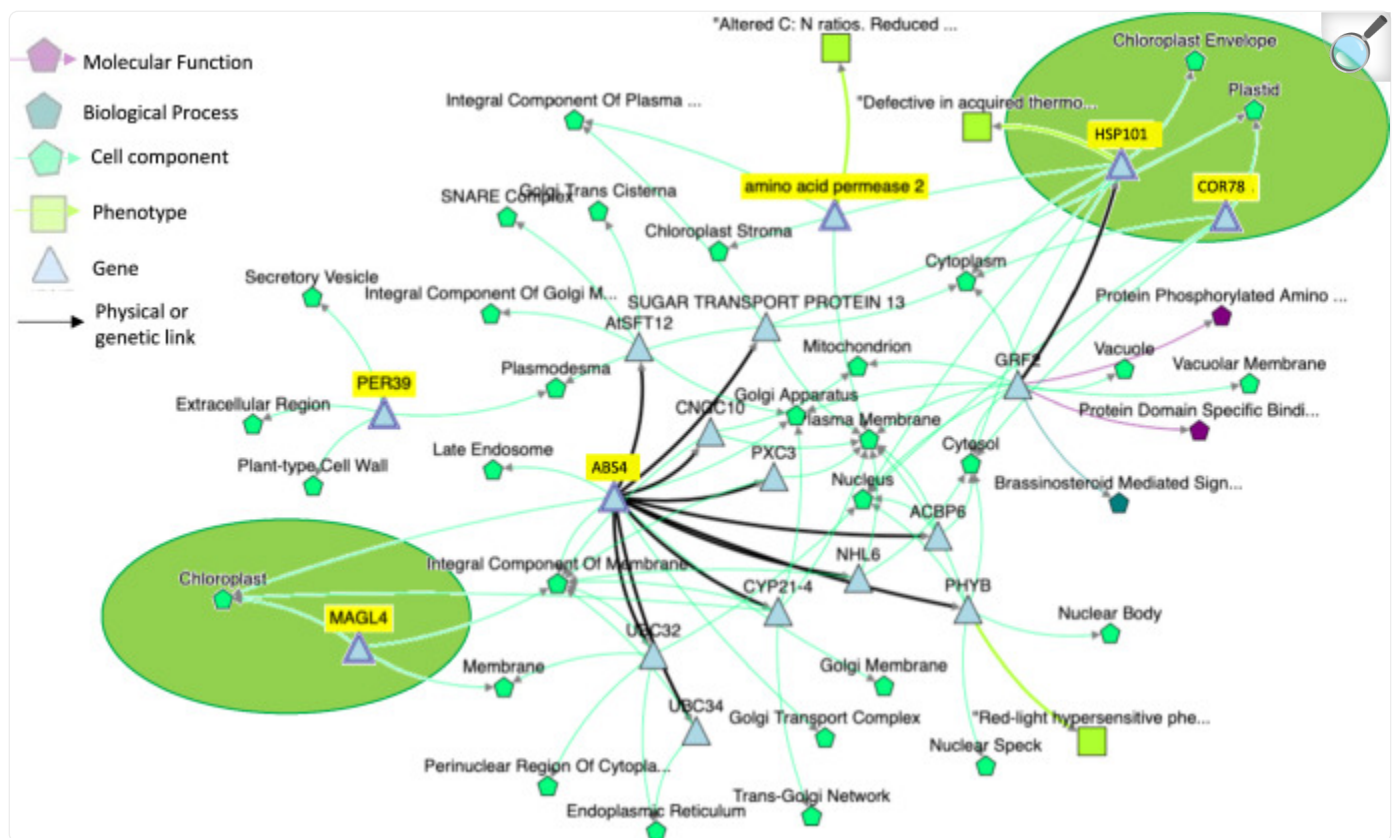 Molecular Function
Biological Process
Cell component
Phenotype
Gene
Physical or
genetic link
"Altered C: N ratios. Reduced ...
Chloroplast Envelope
Plastid
Integral Component Of Plasma ...
"Defective in acquired thermo...
HSP101
COR78
amino acid permease 2
SNARE Complex
Golgi Trans Cisterna
Chloroplast Stroma
Cytoplasm
Secretory Vesicle
Integral Component Of Golgi M...
SUGAR TRANSPORT PROTEIN 13
AtSFT12
Protein Phosphorylated Amino ...
Mitochondrion
GRF2
Vacuole
Vacuolar Membrane
Plasmodesma
PER39
Extracellular Region
Golgi Apparatus
CNGC10
Plasma Membrane
Protein Domain Specific Bindi...
Cytosol
Late Endosome
PXC3
Plant-type Cell Wall
ABS4
Nucleus
Brassinosteroid Mediated Sign...
ACBP6
NHL6
Integral Component Of Membrane
Chloroplast
CYP21-4
PHYB
MAGL4
Nuclear Body
UBC32
Membrane
Golgi Membrane
UBC34
Golgi Transport Complex
"Red-light hypersensitive phe...
Nuclear Speck
Perinuclear Region Of Cytopla...
Trans-Golgi Network
Endoplasmic Reticulum